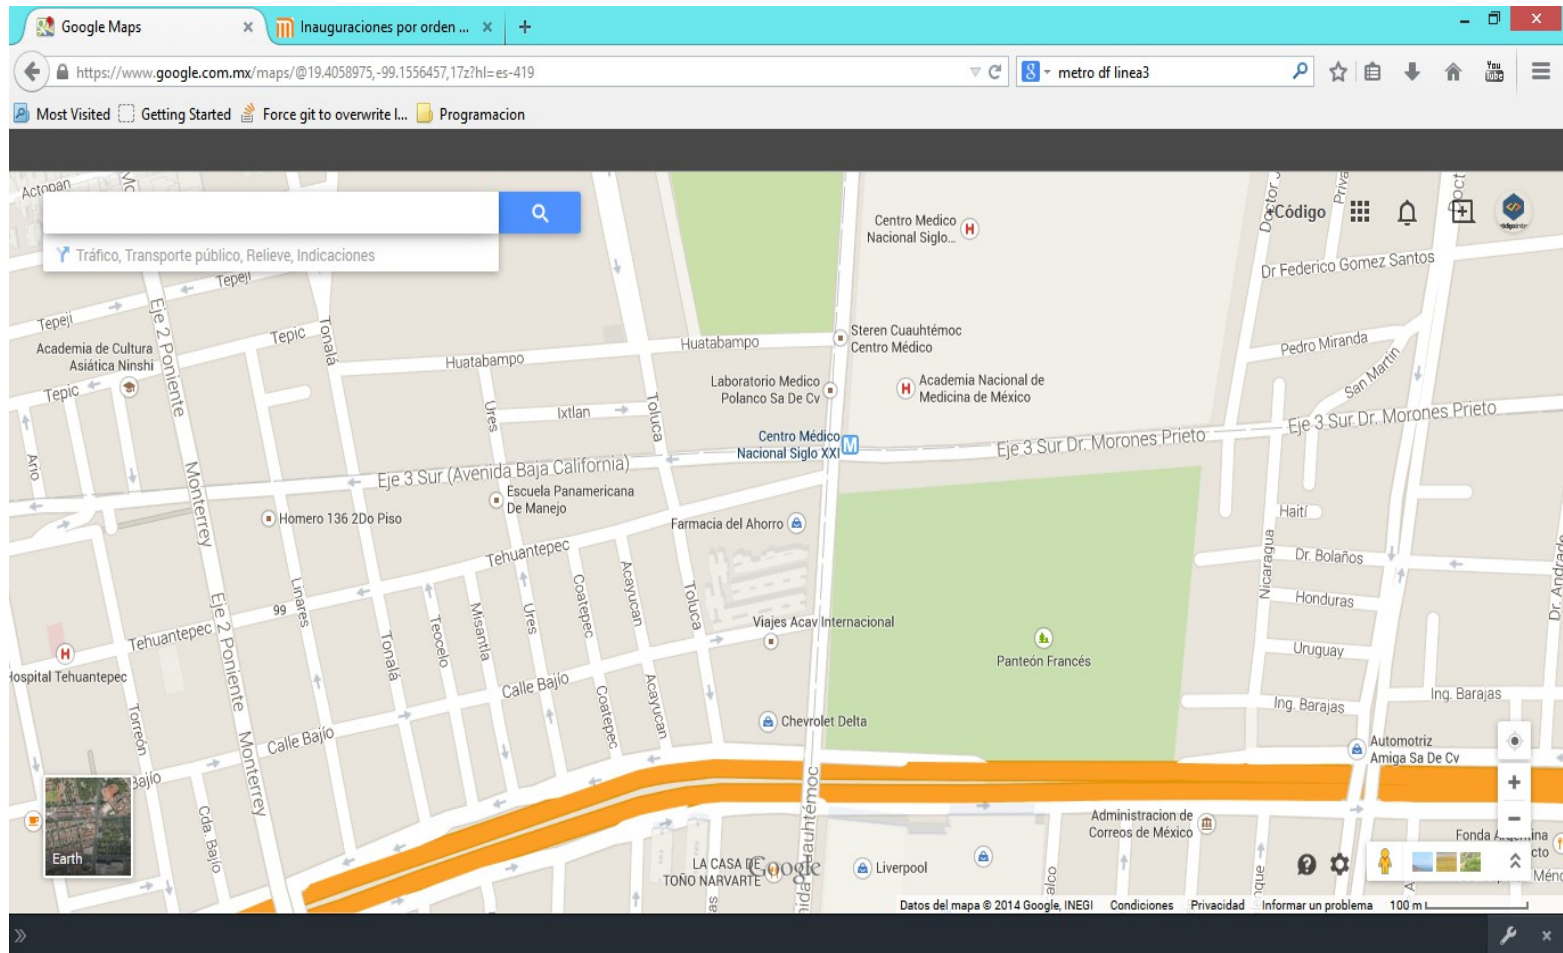 Google Maps
Inauguraciones por orden ...
https://www.google.com.mx/maps/@19.4058975,-99.1556457,17z?hl=es-419
metro df linea3
You
Tube
Most Visited
Getting Started
Force git to overwrite l...
Programacion
Actopan
Tráfico, Transporte público, Relieve, Indicaciones
+Código
Centro Medico
Nacional Siglo...
Dr Federico Gomez Santos
Tepeji
Tepeji
Eje 2 Poniente
Tepic
Tonalá
Academia de Cultura
Asiática Ninshi
Tepic
Huatabampo
Huatabampo
Steren Cuauhtémoc
Centro Médico
Pedro Miranda
San Martin
Laboratorio Medico
Polanco Sa De Cv
Academia Nacional de
Medicina de México
Ures
Ixtlan
Toluca
Centro Médico
Nacional Siglo XXI
M
Eje 3 Sur Dr. Morones Prieto
Eje 3 Sur Dr. Morones Prieto
Ario
Monterrey
Eje 3 Sur (Avenida Baja California)
Escuela Panamericana
De Manejo
Homero 136 2Do Piso
Farmacia del Ahorro
Haití
Tehuantepec
Nicaragua
Dr. Bolaños
Dr. Andrade
Linares
99
Eje 2 Poniente
Misantla
Ures
Coatepec
Acayucan
Toluca
Honduras
Tehuantepec
Teocelo
Tonalá
Viajes Acav Internacional
Panteón Francés
Uruguay
Hospital Tehuantepec
Calle Bajío
Coatepec
Acayucan
Ing. Barajas
Ing. Barajas
Torreón
Monterrey
Calle Bajío
Chevrolet Delta
Automotriz
Amiga Sa De Cv
Bajío
Cda. Bajío
Earth
Administracion de
Correos de México
LA CASA DE
TOÑO NARVARTE
Google
Liverpool
Datos del mapa © 2014 Google, INEGI
Condiciones
Privacidad
Informar un problema
100 m